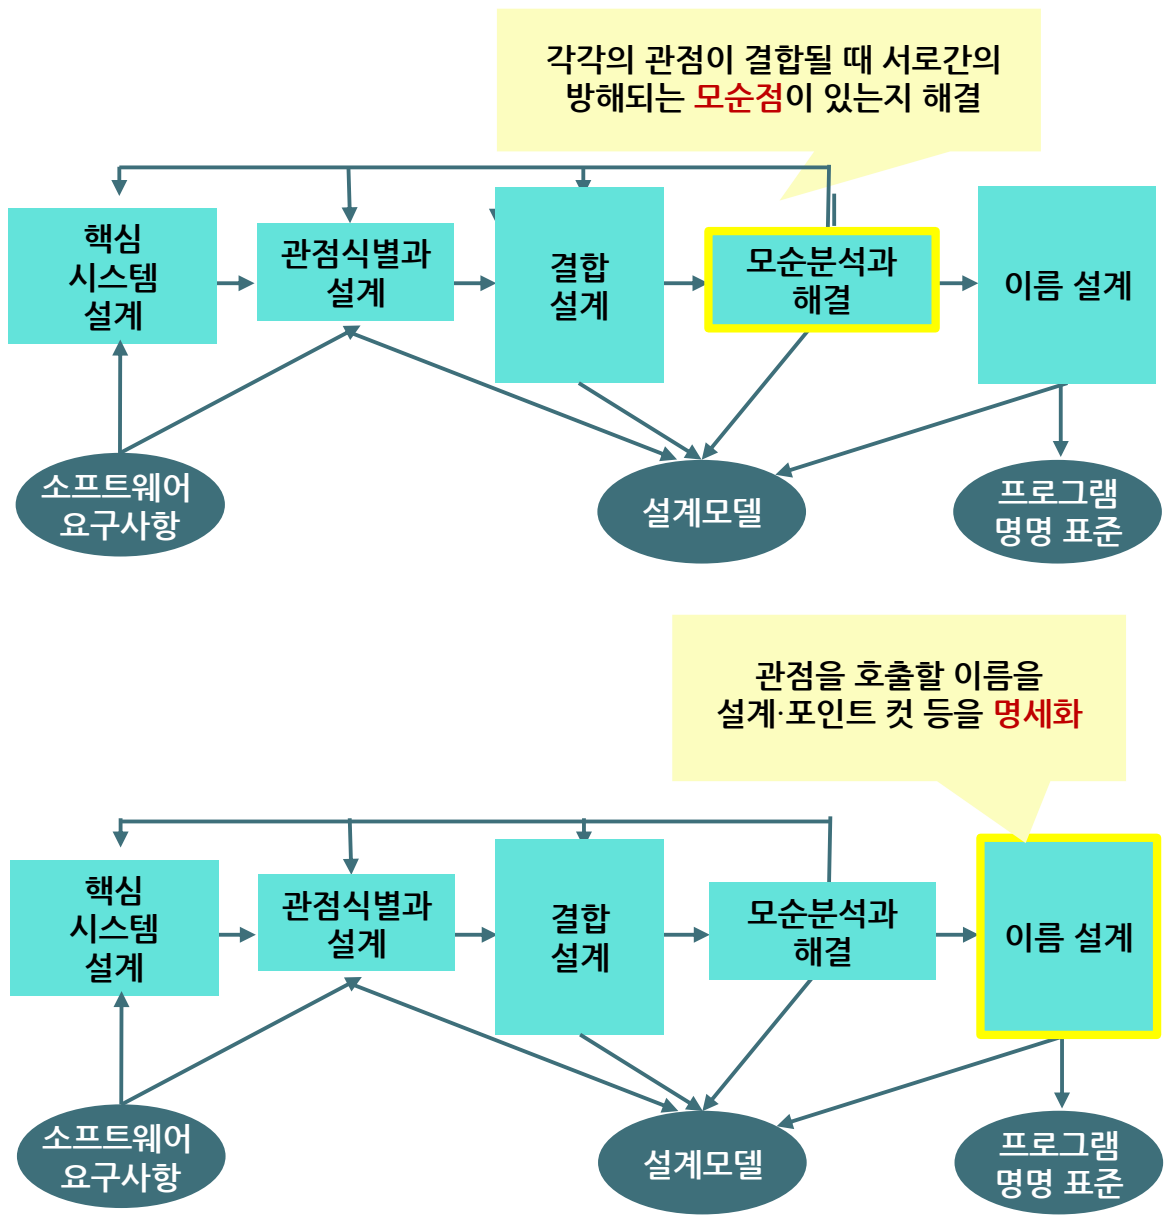 각각의 관점이 결합될 때 서로간의
방해되는 모순점이 있는지 해결
핵심
시스템
설계
관점식별과
설계
결합
설계
모순분석과
해결
이름 설계
소프트웨어
요구사항
설계모델
프로그램
명명 표준
관점을 호출할 이름을
설계·포인트 컷 등을 명세화
핵심
시스템
설계
관점식별과
설계
결합
설계
모순분석과
해결
이름 설계
소프트웨어
요구사항
설계모델
프로그램
명명 표준